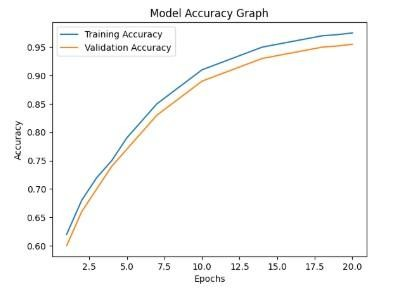 Model Accuracy Graph
Training Accuracy
Validation Accuracy
0.95
0.90
0.85
0.80
0.75
0.70
0.65
0.60
Accuracy
2.5 5.0 7.5 10.0 12.5 15.0 17.5 20.0
Epochs